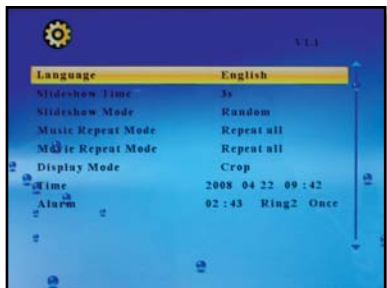 V1.1
Language English
Slideshow Time 3s
Slideshow Mode Random
Music Repeat Mode Repeat all
Movie Repeat Mode Repeat all
Display Mode Crop
Time 2008 04 22 09:42
Alarm 02:43 Ring2 Once